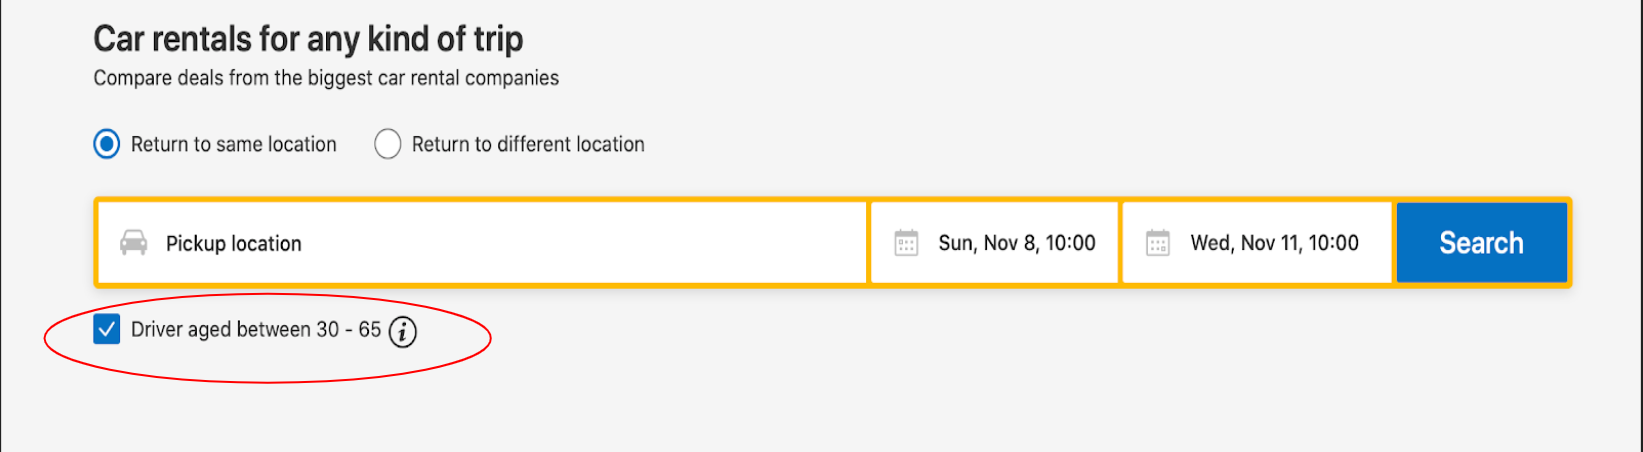 Car rentals for any kind of trip
Compare deals from the biggest car rental companies
Return to same location Return to different location
Pickup location Sun, Nov 8, 10:00 Wed, Nov 11, 10:00 Search
Driver aged between 30 - 65 i